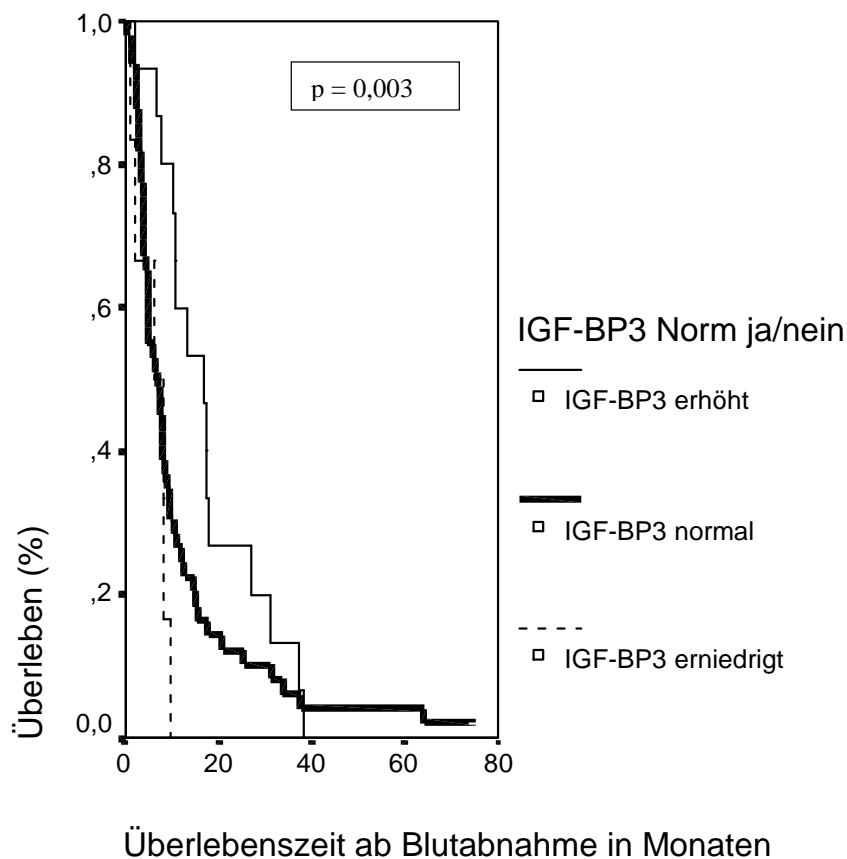 1,0
p = 0,003
,8
,6
,4
,2
0,0
Überleben (%)
0 20 40 60 80
Überlebenszeit ab Blutabnahme in Monaten
IGF-BP3 Norm ja/nein
IGF-BP3 erhöht
IGF-BP3 normal
IGF-BP3 erniedrigt